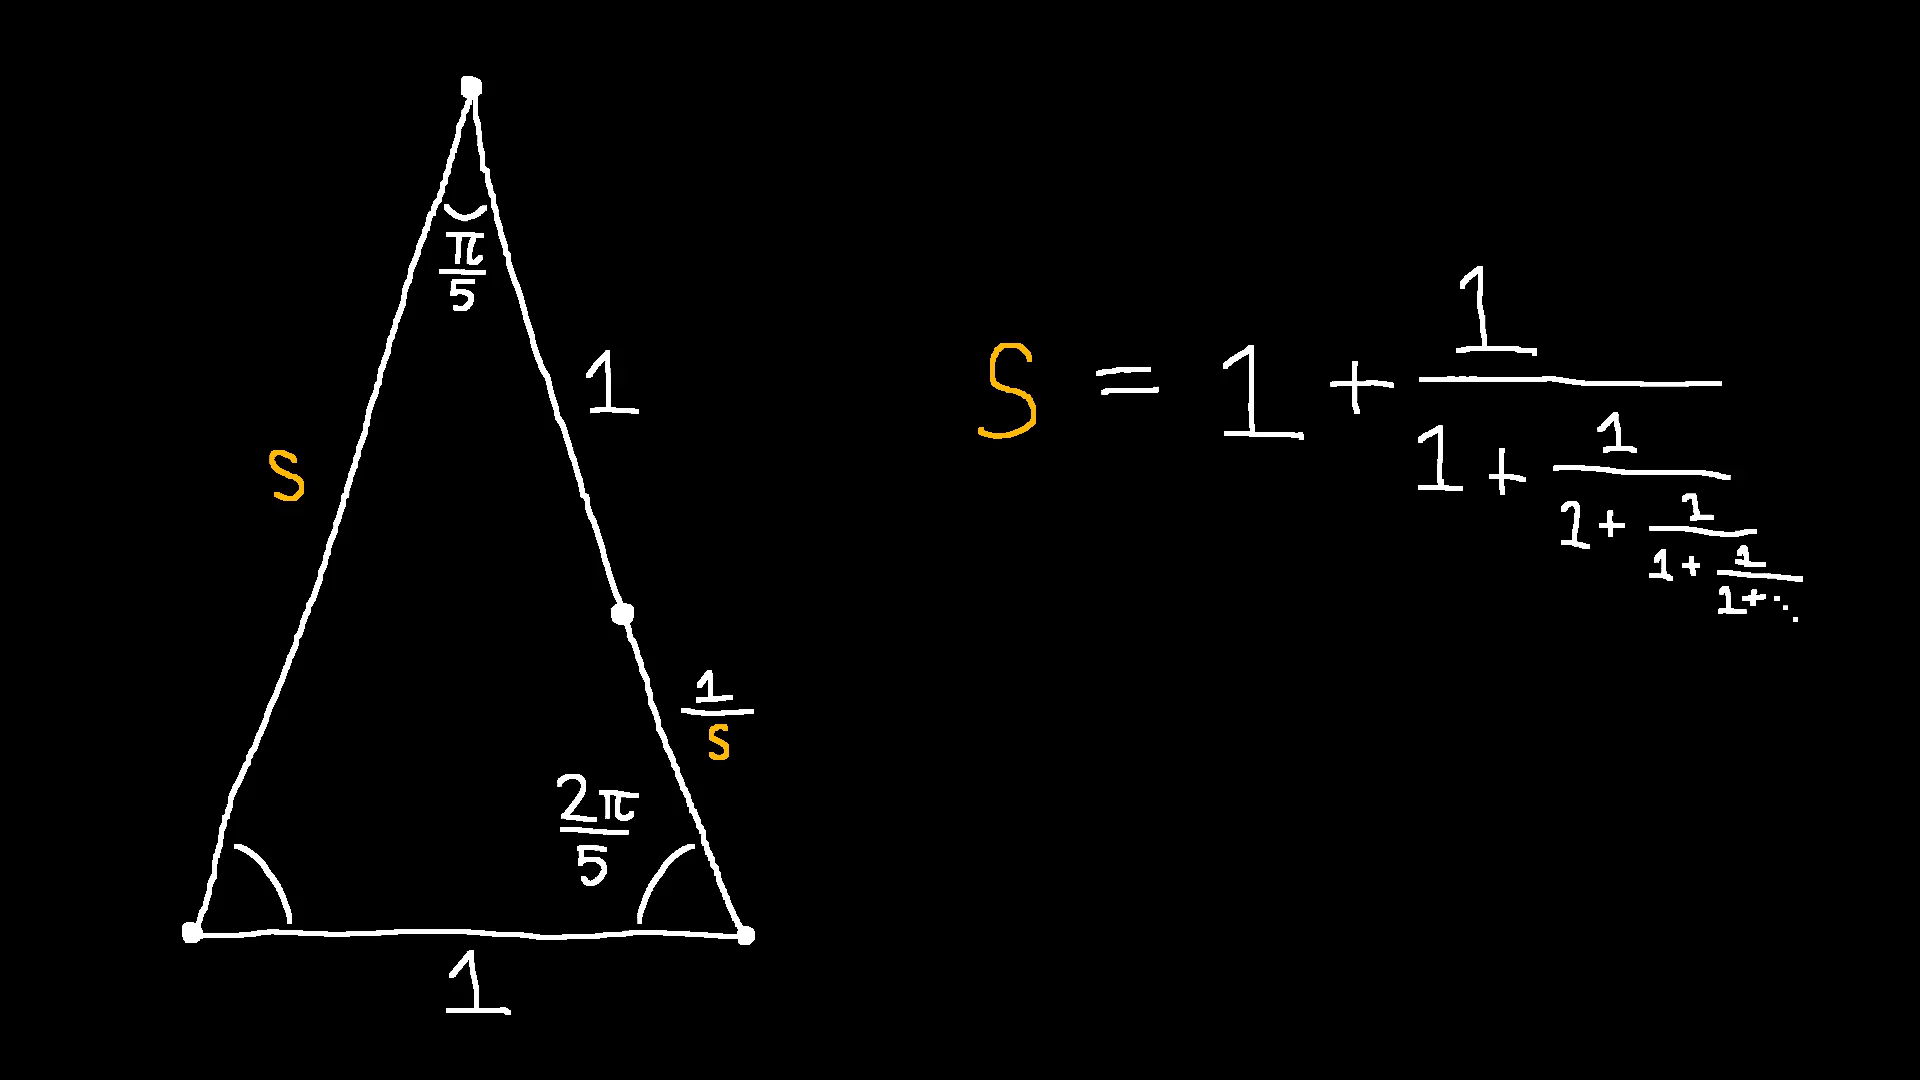 π/5
1
s
1/s
2π/5
1
s = 1 + 1/(1 + 1/(1 + 1/(1 + 1/(1 + ⋱